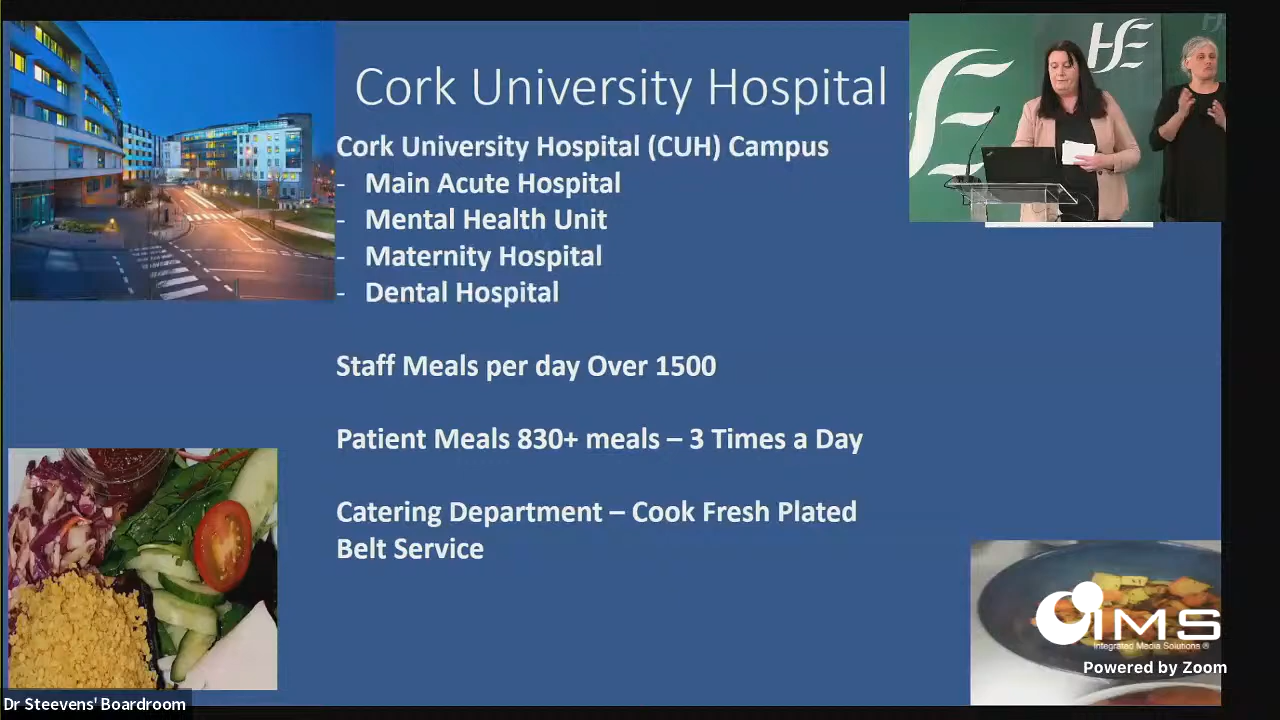 Cork University Hospital
Cork University Hospital (CUH) Campus
- Main Acute Hospital
- Mental Health Unit
- Maternity Hospital
- Dental Hospital
Staff Meals per day Over 1500
Patient Meals 830+ meals – 3 Times a Day
Catering Department – Cook Fresh Plated
Belt Service
HE
IMS
Integrated Media Solutions ®
Powered by Zoom
Dr Steevens' Boardroom